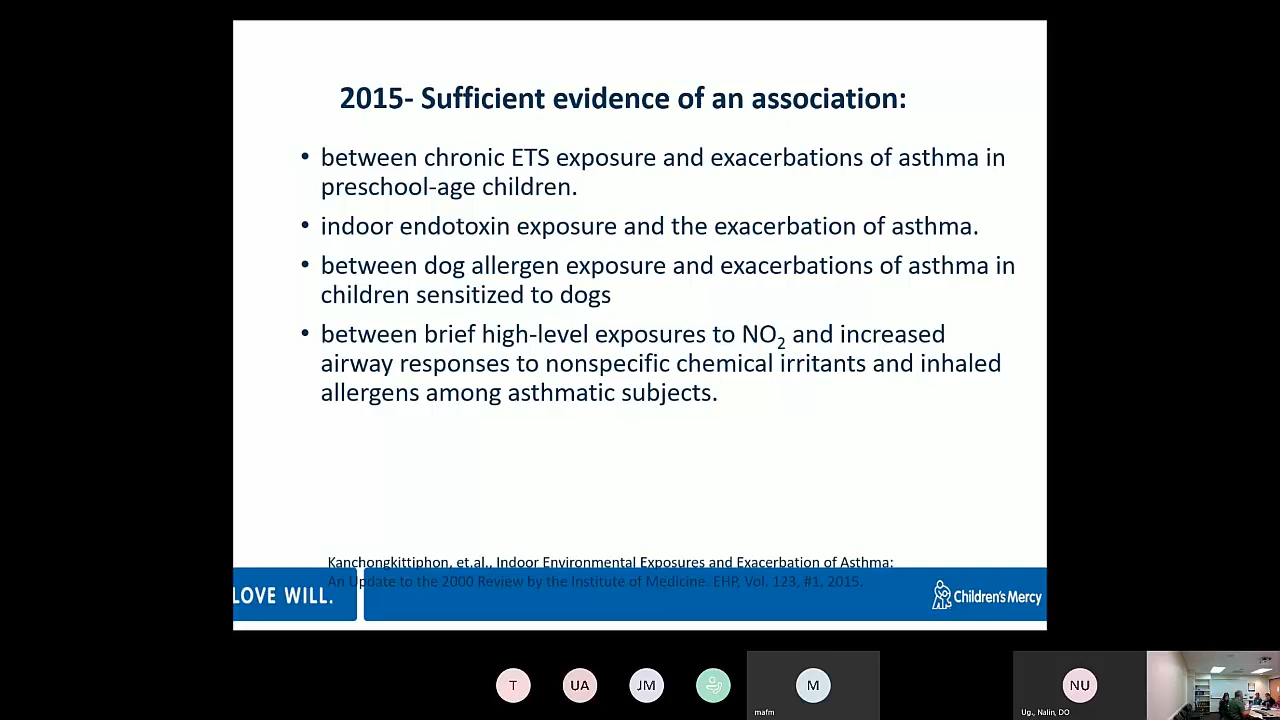 2015- Sufficient evidence of an association:
• between chronic ETS exposure and exacerbations of asthma in
preschool-age children.
• indoor endotoxin exposure and the exacerbation of asthma.
• between dog allergen exposure and exacerbations of asthma in
children sensitized to dogs
• between brief high-level exposures to NO₂ and increased
airway responses to nonspecific chemical irritants and inhaled
allergens among asthmatic subjects.
Kanchongkittiphon, et.al., Indoor Environmental Exposures and Exacerbation of Asthma:
An Update to the 2000 Review by the Institute of Medicine. EHP, Vol. 123, #1, 2015.
LOVE WILL.
Children's Mercy
T
UA
JM
M
NU
mafm
Ug., Nalin, DO